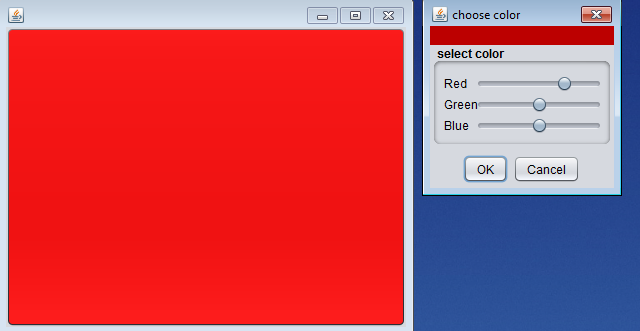 choose color
select color
Red
Green
Blue
OK Cancel